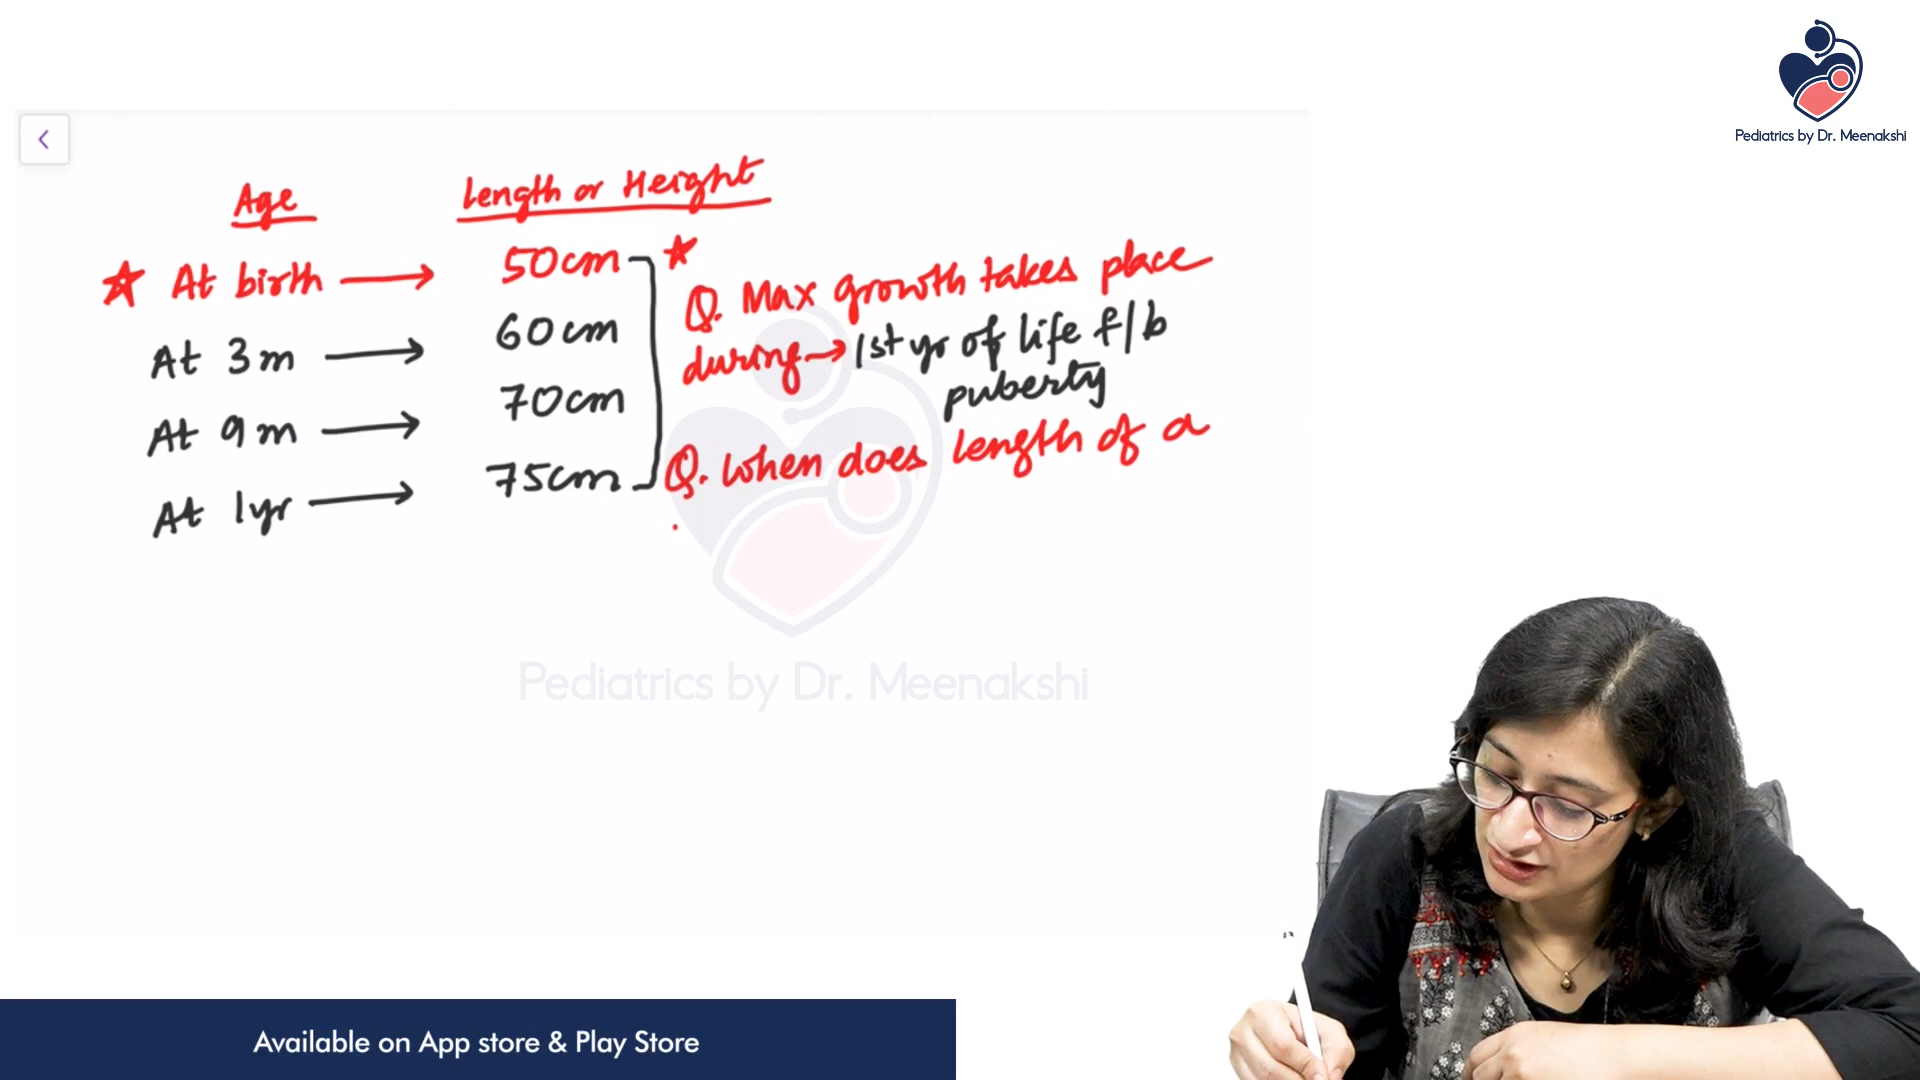 Pediatrics by Dr. Meenakshi
Age Length or Height
At birth → 50cm
At 3m → 60cm
At 9m → 70cm
At 1yr → 75cm
Q. Max growth takes place
during → 1st yr of life f/b
puberty
Q. When does length of a
Pediatrics by Dr. Meenakshi
Available on App store & Play Store